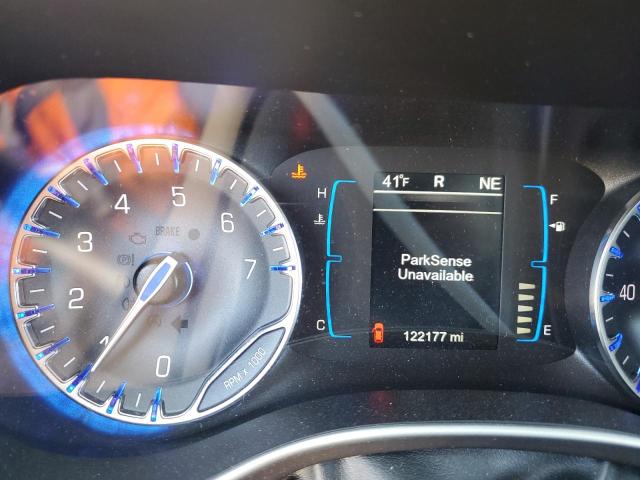 41°F R NE
H
F
5
4
6
BRAKE
3
7
ParkSense
Unavailable
2
40
C
E
1
0
122177 mi
RPM x 1000